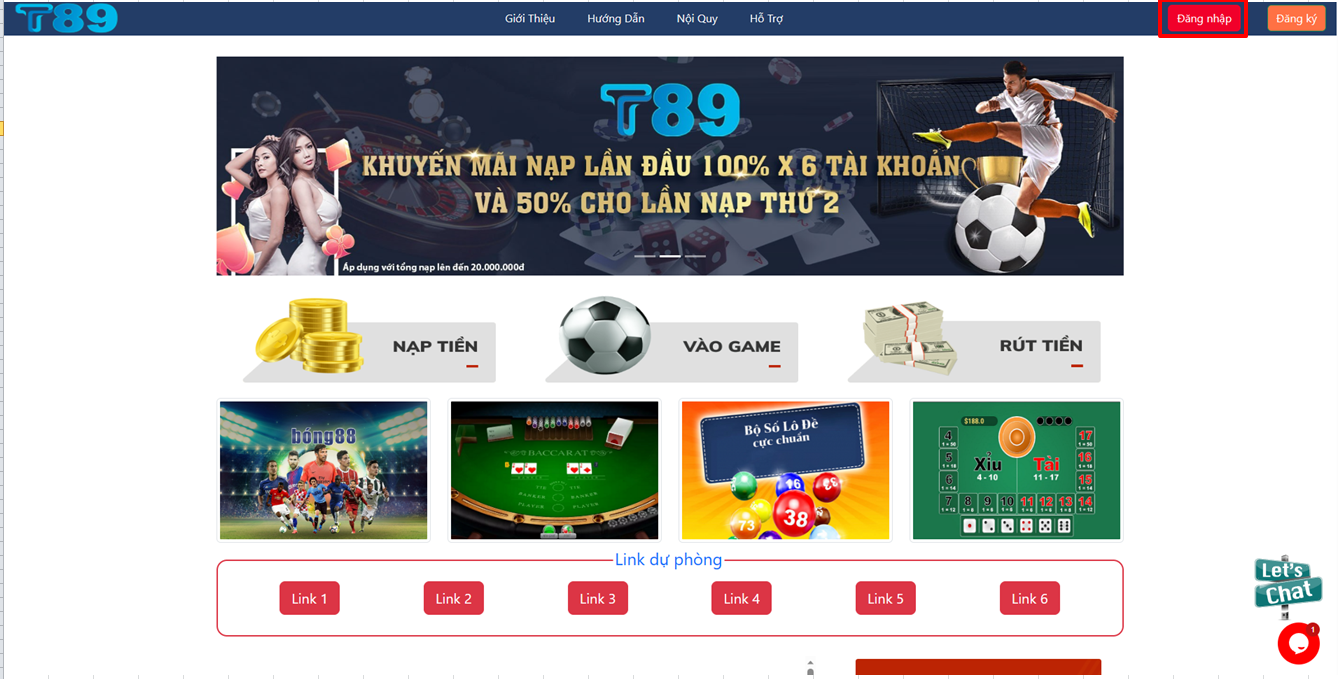 T89
Giới Thiệu
Hướng Dẫn
Nội Quy
Hỗ Trợ
Đăng nhập
Đăng ký
T89
KHUYẾN MÃI NẠP LẦN ĐẦU 100% X 6 TÀI KHOẢN
VÀ 50% CHO LẦN NẠP THỨ 2
Áp dụng với tổng nạp lên đến 20.000.000đ
NẠP TIỀN
VÀO GAME
RÚT TIỀN
bóng88
BACCARAT
TIE
BANKER
PLAYER
Bộ Số Lô Đề
cực chuẩn
16
73
38
$188.0
4
17
5
16
6
15
Xỉu
4 - 10
Tài
11 - 17
7 8 9 10 11 12 13 14
Link dự phòng
Link 1
Link 2
Link 3
Link 4
Link 5
Link 6
Let's
Chat
1